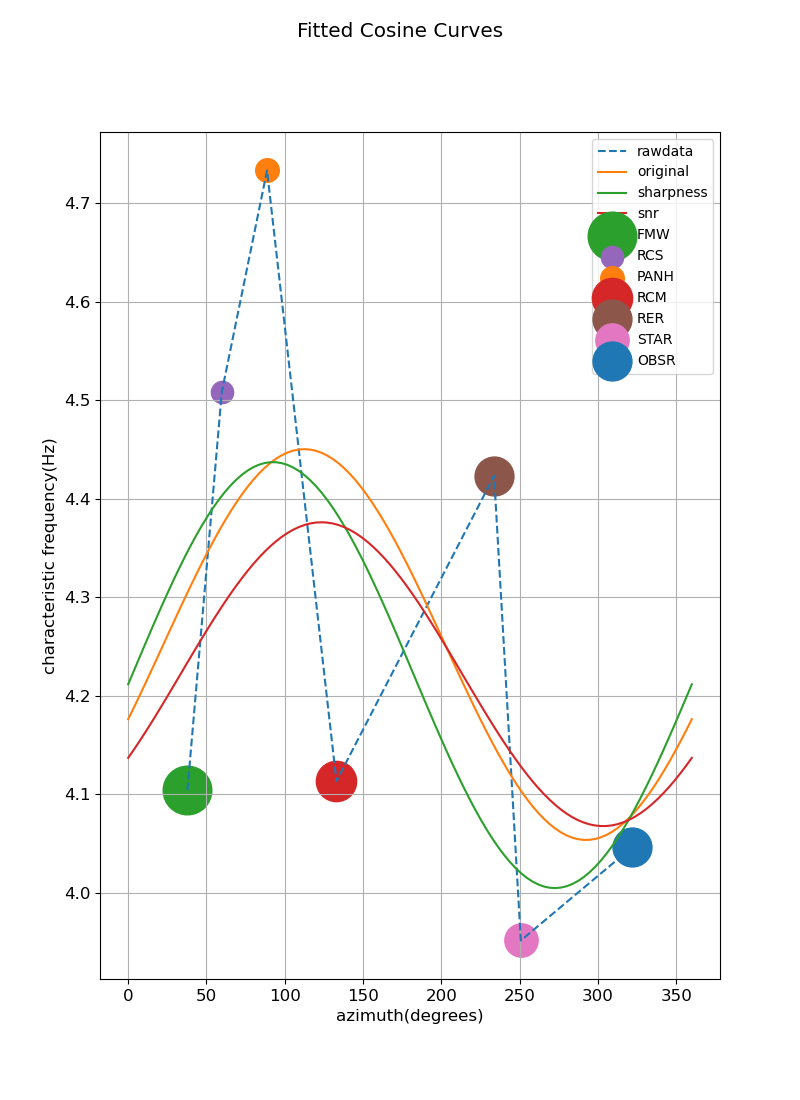 Fitted Cosine Curves
rawdata
original
sharpness
snr
FMW
RCS
PANH
RCM
RER
STAR
OBSR
characteristic frequency(Hz)
4.7
4.6
4.5
4.4
4.3
4.2
4.1
4.0
0 50 100 150 200 250 300 350
azimuth(degrees)